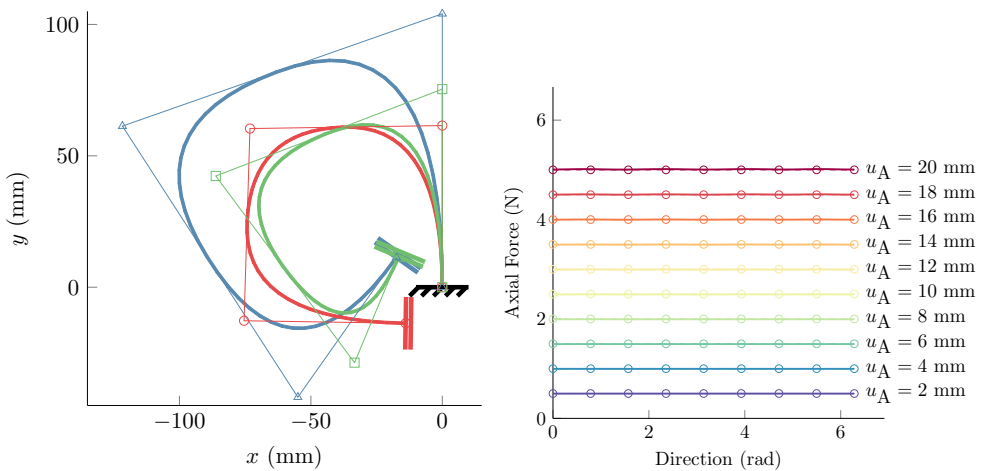 100
50
0
y (mm)
−100
−50
0
x (mm)
6
4
2
0
Axial Force (N)
0
2
4
6
Direction (rad)
uA = 20 mm
uA = 18 mm
uA = 16 mm
uA = 14 mm
uA = 12 mm
uA = 10 mm
uA = 8 mm
uA = 6 mm
uA = 4 mm
uA = 2 mm